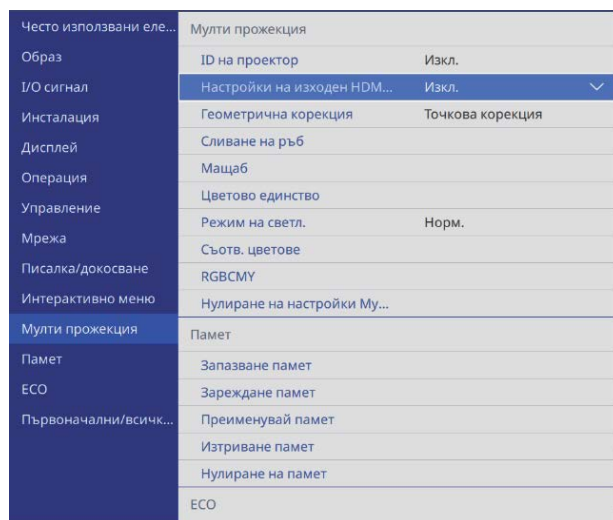 Често използвани еле...
Образ
I/O сигнал
Инсталация
Дисплей
Операция
Управление
Мрежа
Писалка/докосване
Интерактивно меню
Мулти прожекция
Памет
ECO
Първоначални/всичк...
Мулти прожекция
ID на проектор Изкл.
Настройки на изходен HDM... Изкл.
Геометрична корекция Точкова корекция
Сливане на ръб
Мащаб
Цветово единство
Режим на светл. Норм.
Съотв. цветове
RGBCMY
Нулиране на настройки Му...
Памет
Запазване памет
Зареждане памет
Преименувай памет
Изтриване памет
Нулиране на памет
ECO